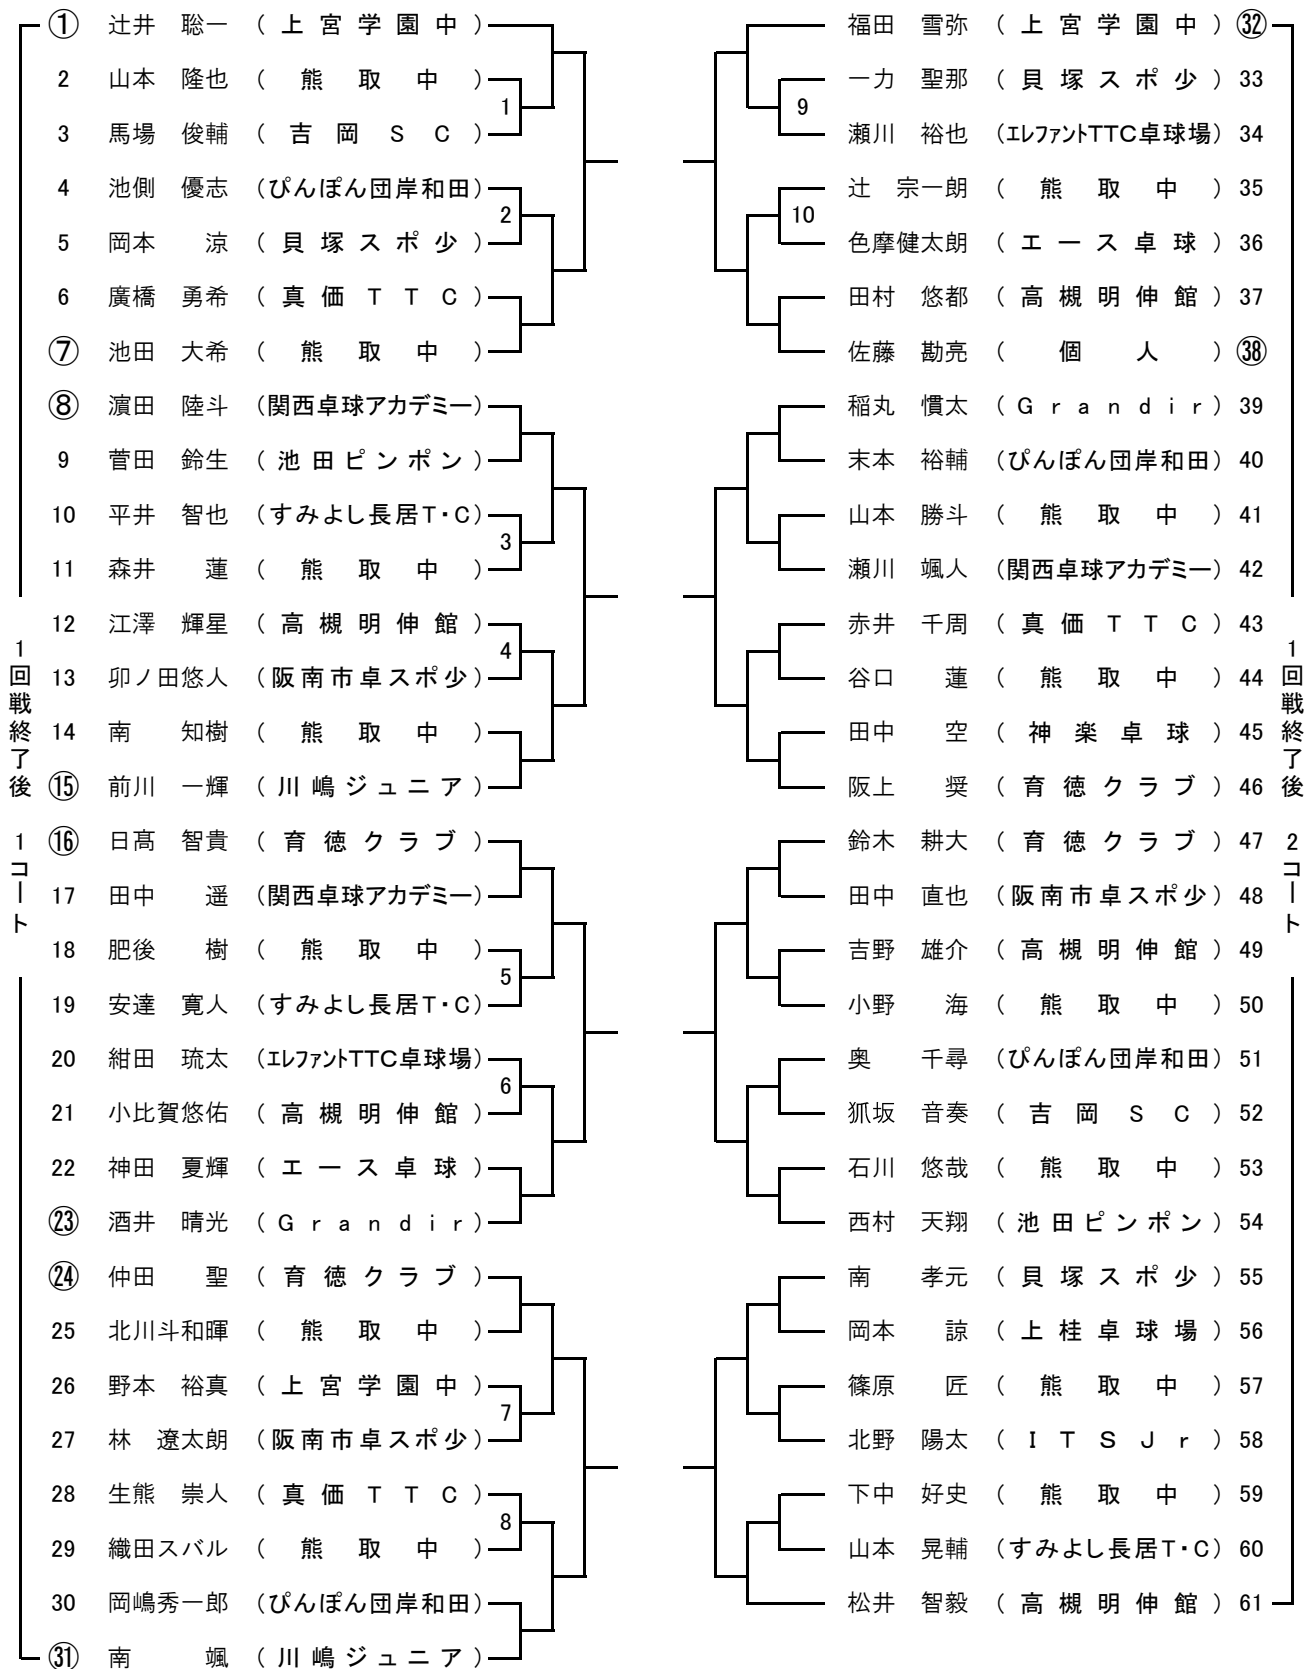 ① 辻井 聡一 (上宮学園中)
2 山本 隆也 (熊取中)
1
3 馬場 俊輔 (吉岡SC)
4 池側 優志 (ぴんぽん団岸和田)
2
5 岡本 涼 (貝塚スポ少)
6 廣橋 勇希 (真価TTC)
⑦ 池田 大希 (熊取中)
⑧ 濵田 陸斗 (関西卓球アカデミー)
9 菅田 鈴生 (池田ピンポン)
10 平井 智也 (すみよし長居T・C)
3
11 森井 蓮 (熊取中)
12 江澤 輝星 (高槻明伸館)
4
13 卯ノ田悠人 (阪南市卓スポ少)
14 南 知樹 (熊取中)
⑮ 前川 一輝 (川嶋ジュニア)
⑯ 日髙 智貴 (育徳クラブ)
17 田中 遥 (関西卓球アカデミー)
18 肥後 樹 (熊取中)
5
19 安達 寛人 (すみよし長居T・C)
20 紺田 琉太 (エレファントTTC卓球場)
6
21 小比賀悠佑 (高槻明伸館)
22 神田 夏輝 (エース卓球)
㉓ 酒井 晴光 (Grandir)
㉔ 仲田 聖 (育徳クラブ)
25 北川斗和暉 (熊取中)
26 野本 裕真 (上宮学園中)
7
27 林 遼太朗 (阪南市卓スポ少)
28 生熊 崇人 (真価TTC)
8
29 織田スバル (熊取中)
30 岡嶋秀一郎 (ぴんぽん団岸和田)
㉛ 南 颯 (川嶋ジュニア)
1回戦終了後 1コート
福田 雪弥 (上宮学園中) ㉜
一力 聖那 (貝塚スポ少) 33
9
瀬川 裕也 (エレファントTTC卓球場) 34
辻 宗一朗 (熊取中) 35
10
色摩健太朗 (エース卓球) 36
田村 悠都 (高槻明伸館) 37
佐藤 勘亮 (個人) ㊳
稲丸 慣太 (Grandir) 39
末本 裕輔 (ぴんぽん団岸和田) 40
山本 勝斗 (熊取中) 41
瀬川 颯人 (関西卓球アカデミー) 42
赤井 千周 (真価TTC) 43
谷口 蓮 (熊取中) 44
田中 空 (神楽卓球) 45
阪上 奨 (育徳クラブ) 46
鈴木 耕大 (育徳クラブ) 47
田中 直也 (阪南市卓スポ少) 48
吉野 雄介 (高槻明伸館) 49
小野 海 (熊取中) 50
奥 千尋 (ぴんぽん団岸和田) 51
狐坂 音奏 (吉岡SC) 52
石川 悠哉 (熊取中) 53
西村 天翔 (池田ピンポン) 54
南 孝元 (貝塚スポ少) 55
岡本 諒 (上桂卓球場) 56
篠原 匠 (熊取中) 57
北野 陽太 (ITSJr) 58
下中 好史 (熊取中) 59
山本 晃輔 (すみよし長居T・C) 60
松井 智毅 (高槻明伸館) 61
1回戦終了後 2コート